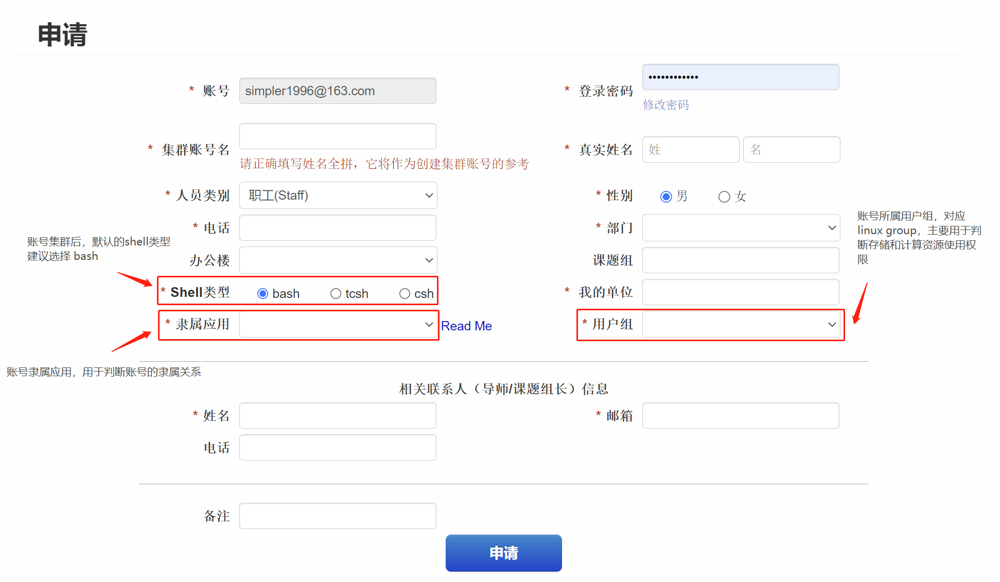 申请
* 账号 simpler1996@163.com
* 登录密码 ••••••••••••
修改密码
* 集群账号名
请正确填写姓名全拼，它将作为创建集群账号的参考
* 真实姓名 姓 名
* 人员类别 职工(Staff)
* 性别 男 女
* 电话
* 部门
账号所属用户组，对应
linux group，主要用于判
断存储和计算资源使用权
限
账号集群后，默认的shell类型
建议选择 bash
办公楼
课题组
* Shell类型 bash tcsh csh
* 我的单位
* 隶属应用 Read Me
* 用户组
账号隶属应用，用于判断账号的隶属关系
相关联系人（导师/课题组长）信息
* 姓名
* 邮箱
电话
备注
申请